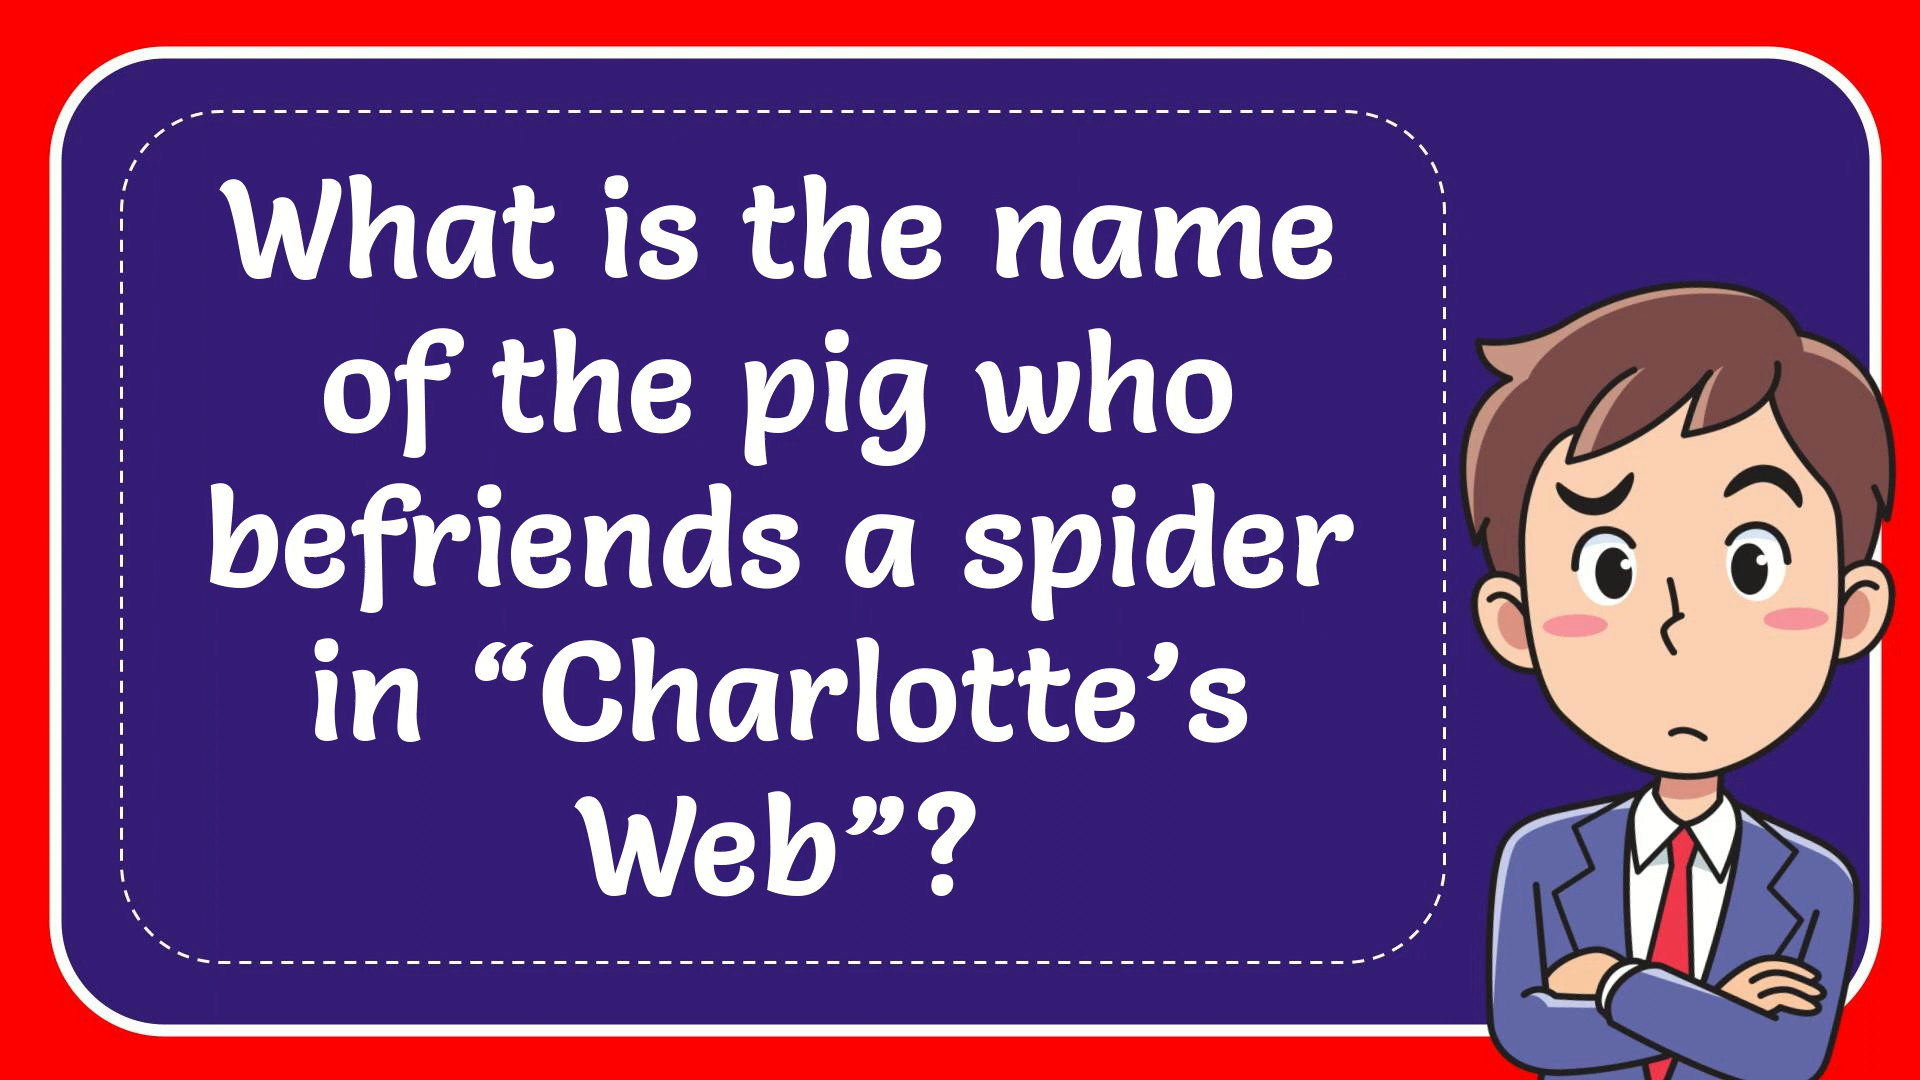 What is the name
of the pig who
befriends a spider
in “Charlotte’s
Web”?